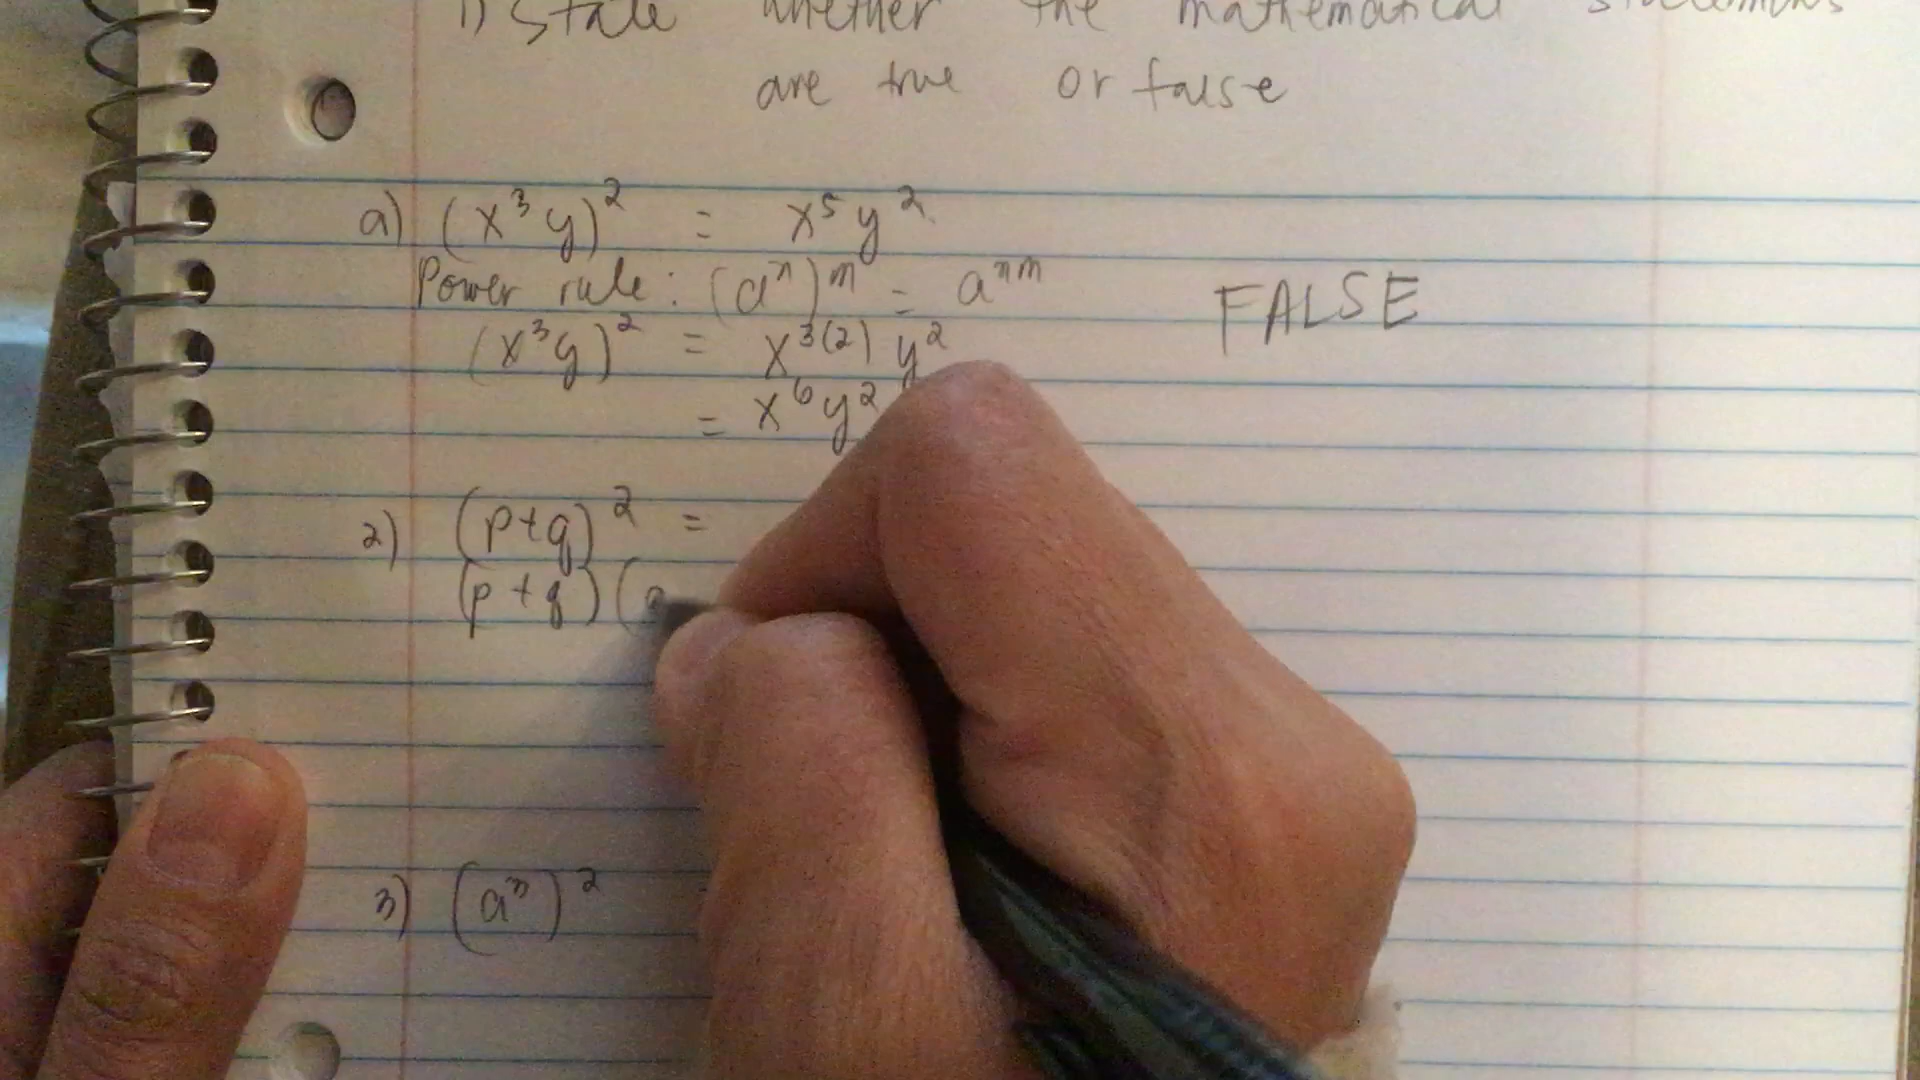 1) State whether the mathematical statements
are true or false
a) (x³y)² = x⁵y²
Power rule: (aⁿ)ᵐ = aⁿᵐ
FALSE
(x³y)² = x³⁽²⁾ y²
= x⁶y²
2) (p+q)² =
(p+q)(
3) (a³)²